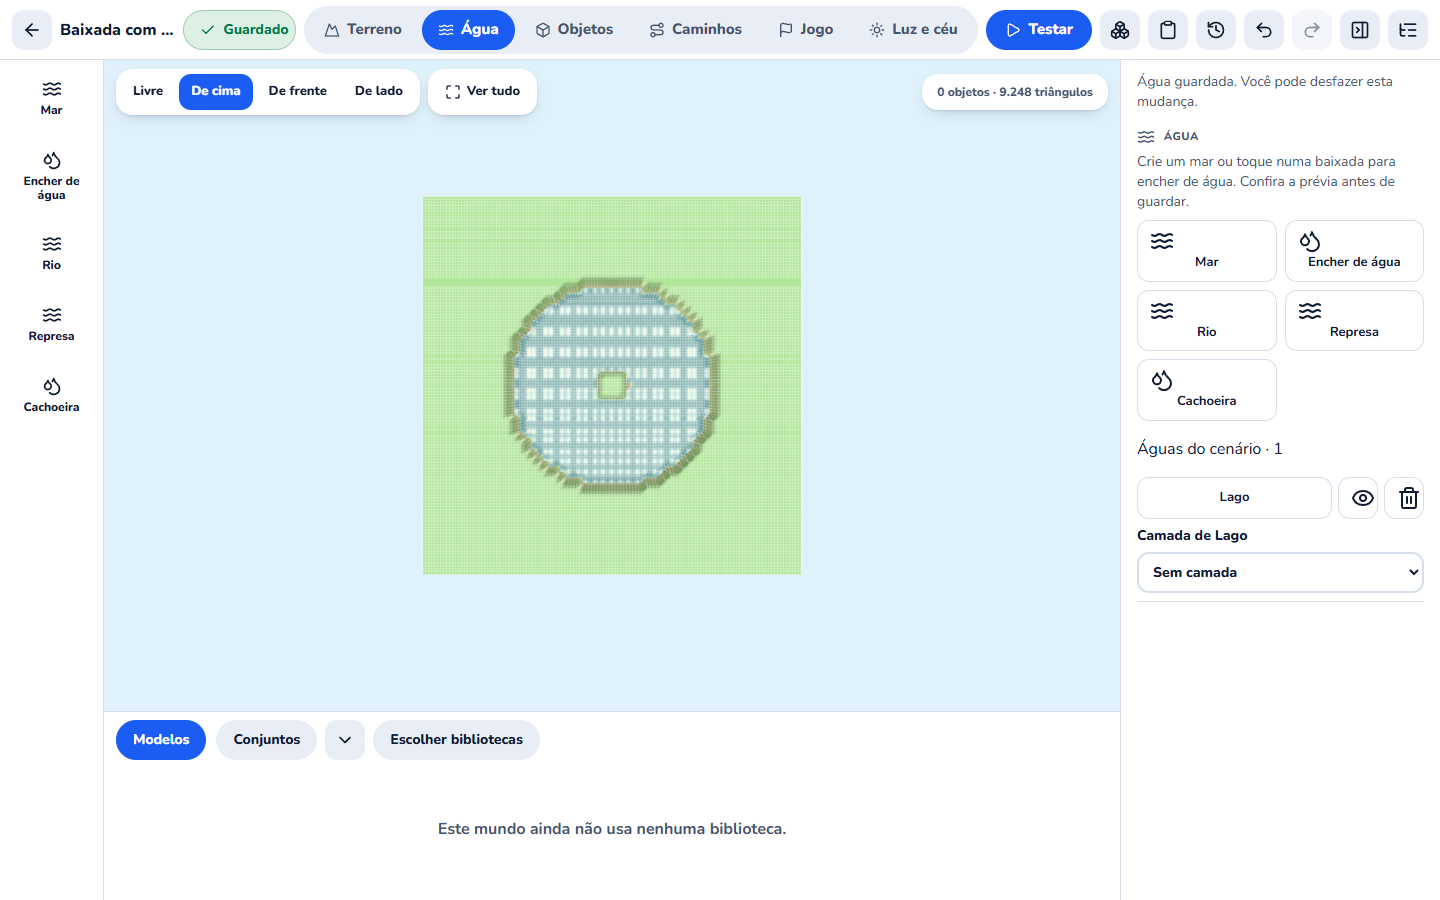 Baixada com ...
Guardado
Terreno
Água
Objetos
Caminhos
Jogo
Luz e céu
Testar
Mar
Encher de
água
Rio
Represa
Cachoeira
Livre
De cima
De frente
De lado
Ver tudo
0 objetos · 9.248 triângulos
Água guardada. Você pode desfazer esta
mudança.
ÁGUA
Crie um mar ou toque numa baixada para
encher de água. Confira a prévia antes de
guardar.
Mar
Encher de água
Rio
Represa
Cachoeira
Águas do cenário · 1
Lago
Camada de Lago
Sem camada
Modelos
Conjuntos
Escolher bibliotecas
Este mundo ainda não usa nenhuma biblioteca.